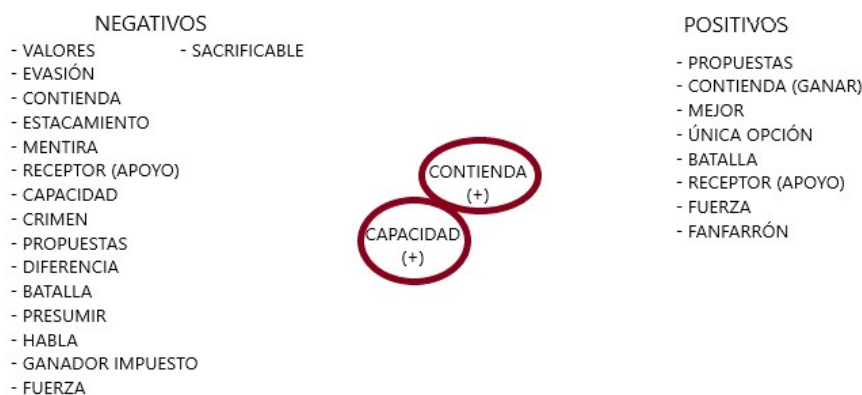 NEGATIVOS
- VALORES - SACRIFICABLE
- EVASIÓN
- CONTIENDA
- ESTACAMIENTO
- MENTIRA
- RECEPTOR (APOYO)
- CAPACIDAD
- CRIMEN
- PROPUESTAS
- DIFERENCIA
- BATALLA
- PRESUMIR
- HABLA
- GANADOR IMPUESTO
- FUERZA
CONTIENDA
(+)
CAPACIDAD
(+)
POSITIVOS
- PROPUESTAS
- CONTIENDA (GANAR)
- MEJOR
- ÚNICA OPCIÓN
- BATALLA
- RECEPTOR (APOYO)
- FUERZA
- FANFARRÓN